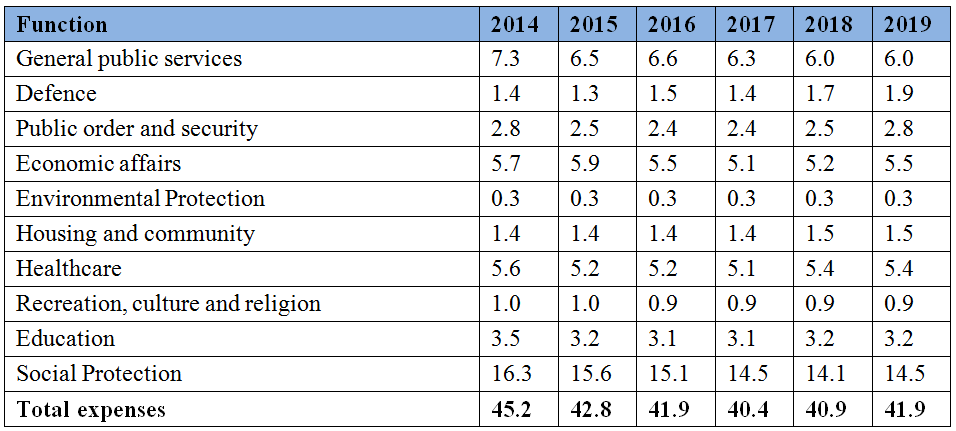 Function 2014 2015 2016 2017 2018 2019
General public services 7.3 6.5 6.6 6.3 6.0 6.0
Defence 1.4 1.3 1.5 1.4 1.7 1.9
Public order and security 2.8 2.5 2.4 2.4 2.5 2.8
Economic affairs 5.7 5.9 5.5 5.1 5.2 5.5
Environmental Protection 0.3 0.3 0.3 0.3 0.3 0.3
Housing and community 1.4 1.4 1.4 1.4 1.5 1.5
Healthcare 5.6 5.2 5.2 5.1 5.4 5.4
Recreation, culture and religion 1.0 1.0 0.9 0.9 0.9 0.9
Education 3.5 3.2 3.1 3.1 3.2 3.2
Social Protection 16.3 15.6 15.1 14.5 14.1 14.5
Total expenses 45.2 42.8 41.9 40.4 40.9 41.9